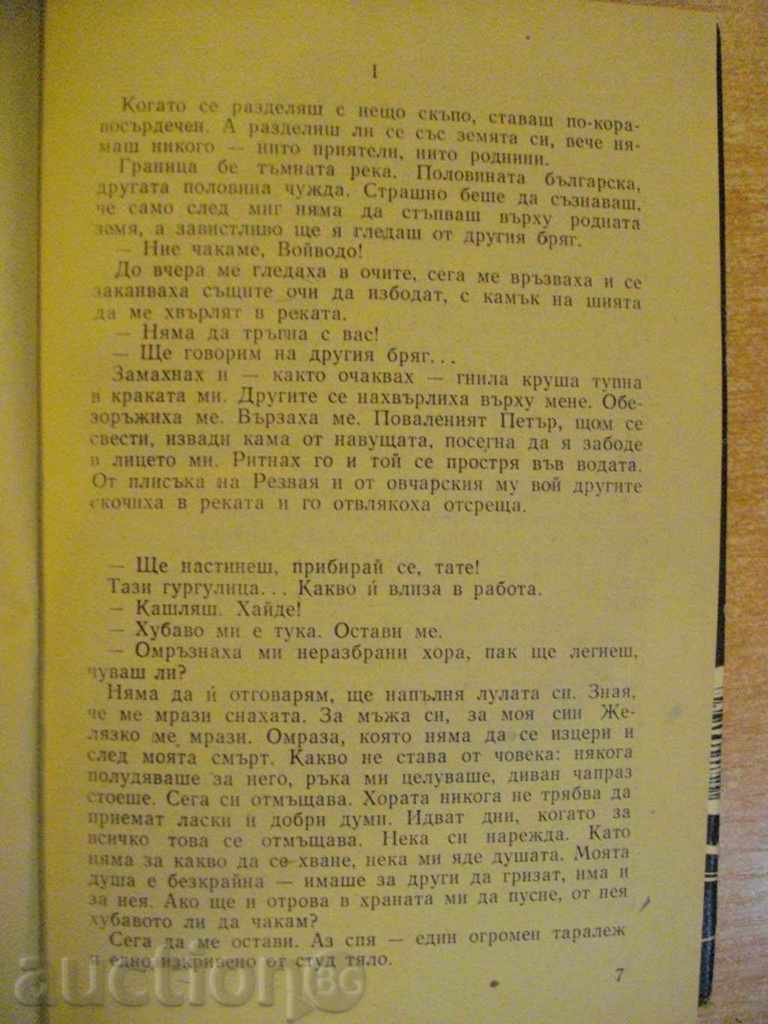 I
Когато се разделяш с нещо скъпо, ставаш по-кора-
восърдечен. А разделиш ли се със земята си, вече ня-
маш никого — нито приятели, нито роднини.
Граница бе тъмната река. Половината българска,
другата половина чужда. Страшно беше да съзнаваш,
че само след миг няма да стъпваш върху родната
земя, а завистливо ще я гледаш от другия бряг.
— Ние чакаме, Войводо!
До вчера ме гледаха в очите, сега ме връзваха и се
заканваха същите очи да избодат, с камък на шията
да ме хвърлят в реката.
— Няма да тръгна с вас!
— Ще говорим на другия бряг...
Замахнах и — както очаквах — гнила круша тупна
в краката ми. Другите се нахвърлиха върху мене. Обе-
зоръжиха ме. Вързаха ме. Поваленият Петър, щом се
свести, извади кама от навущата, посегна да я забоде
в лицето ми. Ритнах го и той се простря във водата.
От плисъка на Резвая и от овчарския му вой другите
скочиха в реката и го отвлякоха отсреща.
— Ще настинеш, прибирай се, тате!
Тази гургулица... Какво ѝ влиза в работа.
— Кашляш. Хайде!
— Хубаво ми е тука. Остави ме.
— Омръзнаха ми неразбрани хора, пак ще легнеш,
чуваш ли?
Няма да ѝ отговарям, ще напълня лулата си. Зная,
че ме мрази снахата. За мъжа си, за моя син Же-
лязко ме мрази. Омраза, която няма да се изцери и
след моята смърт. Какво не става от човека: някога
полудяваше за него, ръка ми целуваше, диван чапраз
стоеше. Сега си отмъщава. Хората никога не трябва да
приемат ласки и добри думи. Идват дни, когато за
всичко това се отмъщава. Нека си нарежда. Като
няма за какво да се хване, нека ми яде душата. Моята
душа е безкрайна — имаше за други да гризат, има и
за нея. Ако ще и отрова в храната ми да пусне, от нея
хубавото ли да чакам?
Сега да ме остави. Аз спя — един огромен таралеж
и едно изкривено от студ тяло.
7
auctionBG